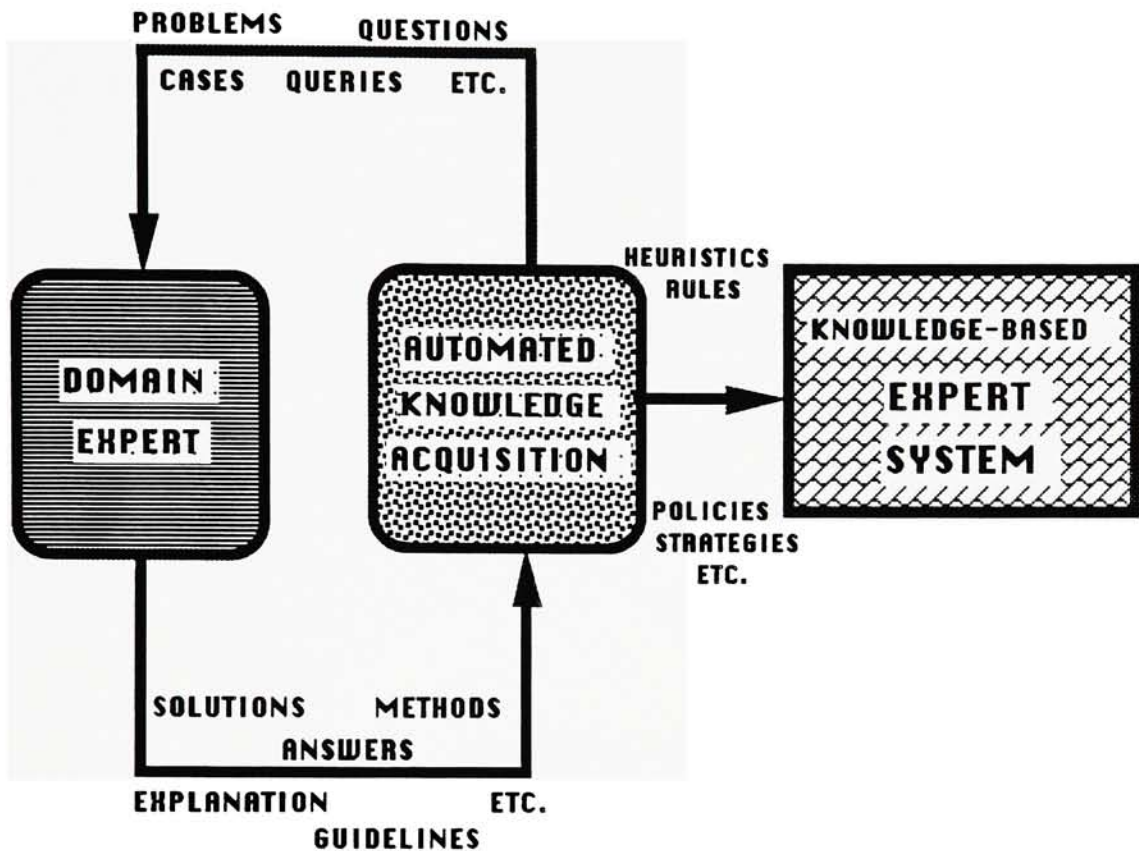 PROBLEMS QUESTIONS
CASES QUERIES ETC.
HEURISTICS
RULES
DOMAIN
EXPERT
AUTOMATED
KNOWLEDGE
ACQUISITION
KNOWLEDGE-BASED
EXPERT
SYSTEM
POLICIES
STRATEGIES
ETC.
SOLUTIONS METHODS
ANSWERS
EXPLANATION ETC.
GUIDELINES